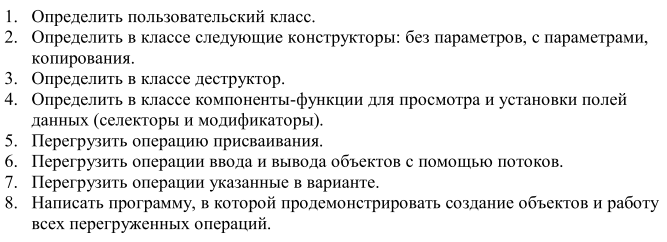 1. Определить пользовательский класс.
2. Определить в классе следующие конструкторы: без параметров, с параметрами,
копирования.
3. Определить в классе деструктор.
4. Определить в классе компоненты-функции для просмотра и установки полей
данных (селекторы и модификаторы).
5. Перегрузить операцию присваивания.
6. Перегрузить операции ввода и вывода объектов с помощью потоков.
7. Перегрузить операции указанные в варианте.
8. Написать программу, в которой продемонстрировать создание объектов и работу
всех перегруженных операций.